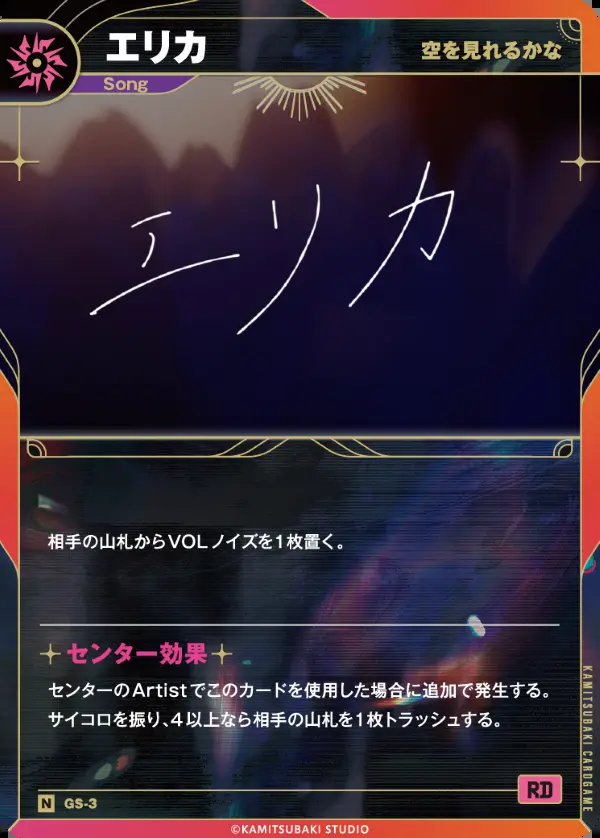 エリカ
空を見れるかな
Song
エリカ
相手の山札からVOLノイズを1枚置く。
センター効果
センターのArtistでこのカードを使用した場合に追加で発生する。
サイコロを振り、4以上なら相手の山札を1枚トラッシュする。
KAMITSUBAKI CARDGAME
N GS-3
RD
©KAMITSUBAKI STUDIO